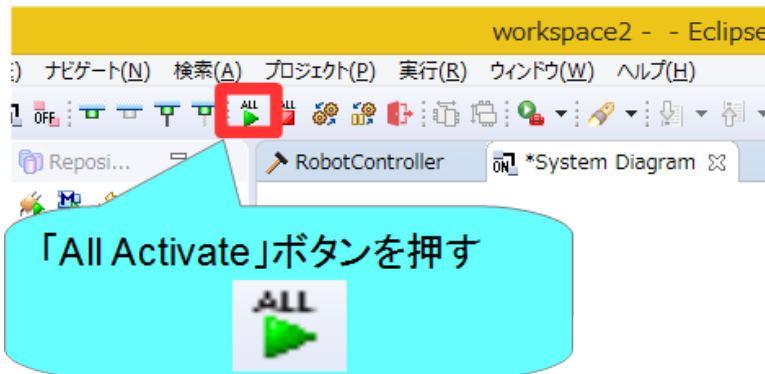 workspace2 - - Eclipse
) ナビゲート(N) 検索(A) プロジェクト(P) 実行(R) ウィンドウ(W) ヘルプ(H)
OFF ALL ALL
Reposi... RobotController ON *System Diagram
「All Activate」ボタンを押す
ALL